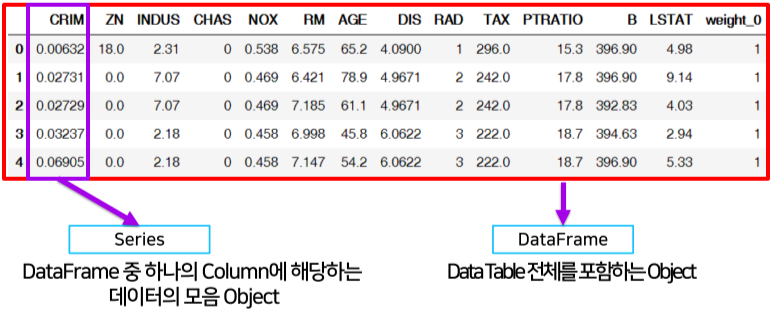 CRIM ZN INDUS CHAS NOX RM AGE DIS RAD TAX PTRATIO B LSTAT weight_0
0 0.00632 18.0 2.31 0 0.538 6.575 65.2 4.0900 1 296.0 15.3 396.90 4.98 1
1 0.02731 0.0 7.07 0 0.469 6.421 78.9 4.9671 2 242.0 17.8 396.90 9.14 1
2 0.02729 0.0 7.07 0 0.469 7.185 61.1 4.9671 2 242.0 17.8 392.83 4.03 1
3 0.03237 0.0 2.18 0 0.458 6.998 45.8 6.0622 3 222.0 18.7 394.63 2.94 1
4 0.06905 0.0 2.18 0 0.458 7.147 54.2 6.0622 3 222.0 18.7 396.90 5.33 1
Series
DataFrame 중 하나의 Column에 해당하는
데이터의 모음 Object
DataFrame
Data Table 전체를 포함하는 Object